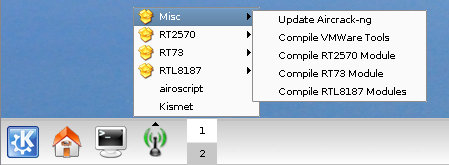 Misc
RT2570
RT73
RTL8187
airoscript
Kismet
Update Aircrack-ng
Compile VMWare Tools
Compile RT2570 Module
Compile RT73 Module
Compile RTL8187 Modules
K
1
2